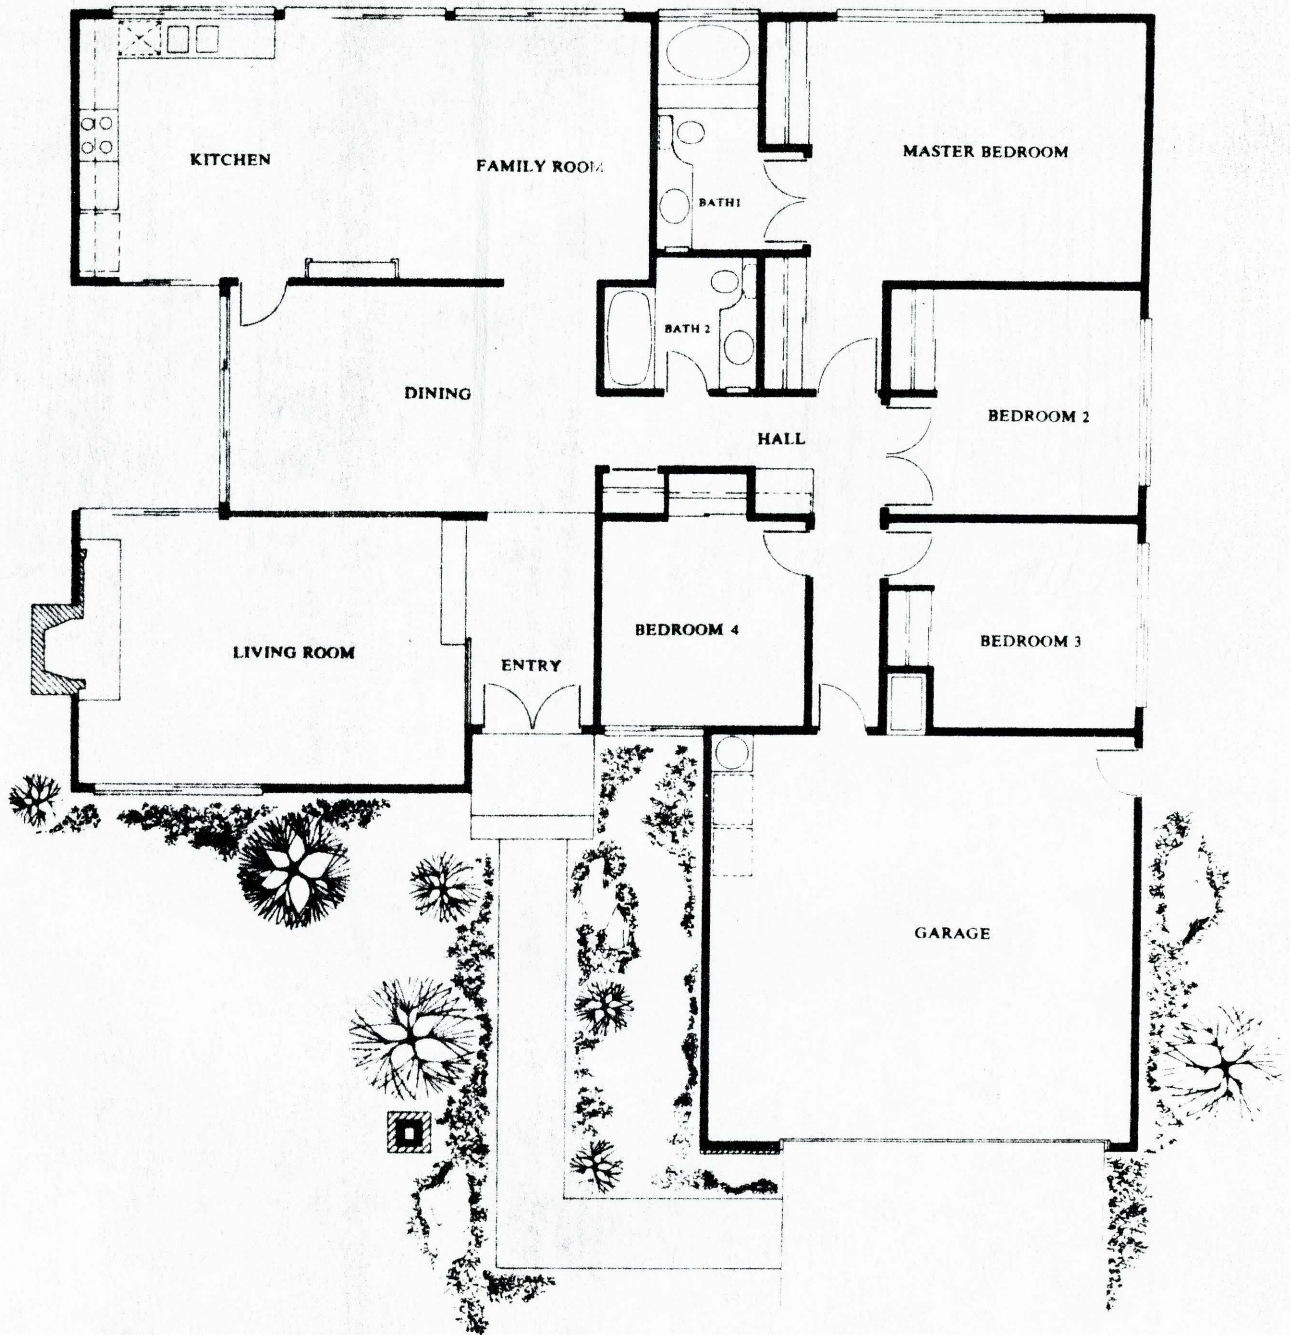 KITCHEN
FAMILY ROOM
MASTER BEDROOM
BATH1
BATH 2
DINING
HALL
BEDROOM 2
LIVING ROOM
ENTRY
BEDROOM 4
BEDROOM 3
GARAGE